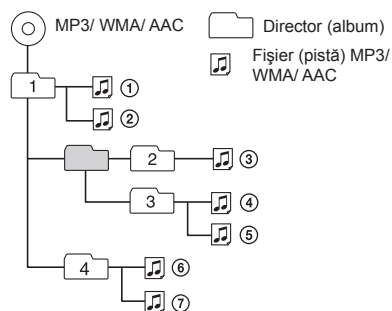 MP3/ WMA/ AAC
Director (album)
Fişier (pistă) MP3/
WMA/ AAC
1
①
②
2
③
3
④
⑤
4
⑥
⑦